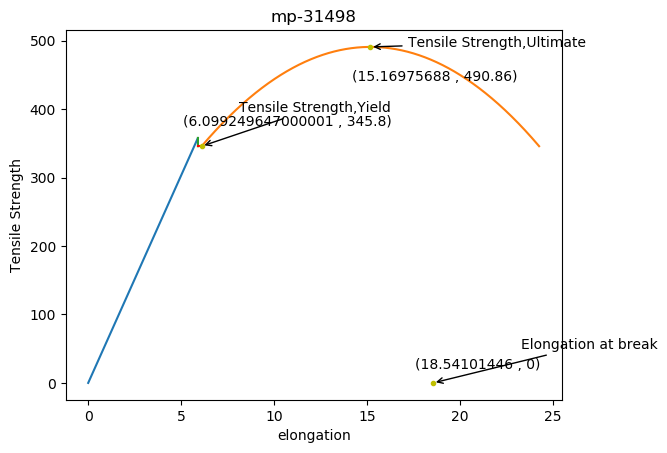 mp-31498
500
400
300
200
100
0
Tensile Strength
Tensile Strength,Ultimate
(15.16975688 , 490.86)
Tensile Strength,Yield
(6.099249647000001 , 345.8)
Elongation at break
(18.54101446 , 0)
0 5 10 15 20 25
elongation